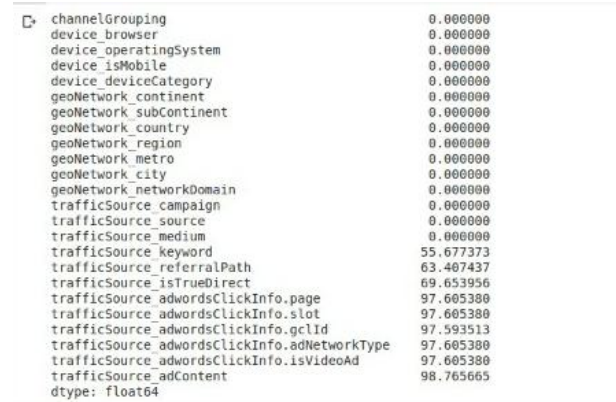 channelGrouping 0.000000
device_browser 0.000000
device_operatingSystem 0.000000
device_isMobile 0.000000
device_deviceCategory 0.000000
geoNetwork_continent 0.000000
geoNetwork_subContinent 0.000000
geoNetwork_country 0.000000
geoNetwork_region 0.000000
geoNetwork_metro 0.000000
geoNetwork_city 0.000000
geoNetwork_networkDomain 0.000000
trafficSource_campaign 0.000000
trafficSource_source 0.000000
trafficSource_medium 0.000000
trafficSource_keyword 55.677373
trafficSource_referralPath 63.407437
trafficSource_isTrueDirect 69.653956
trafficSource_adwordsClickInfo.page 97.605380
trafficSource_adwordsClickInfo.slot 97.605380
trafficSource_adwordsClickInfo.gclId 97.593513
trafficSource_adwordsClickInfo.adNetworkType 97.605380
trafficSource_adwordsClickInfo.isVideoAd 97.605380
trafficSource_adContent 98.765665
dtype: float64